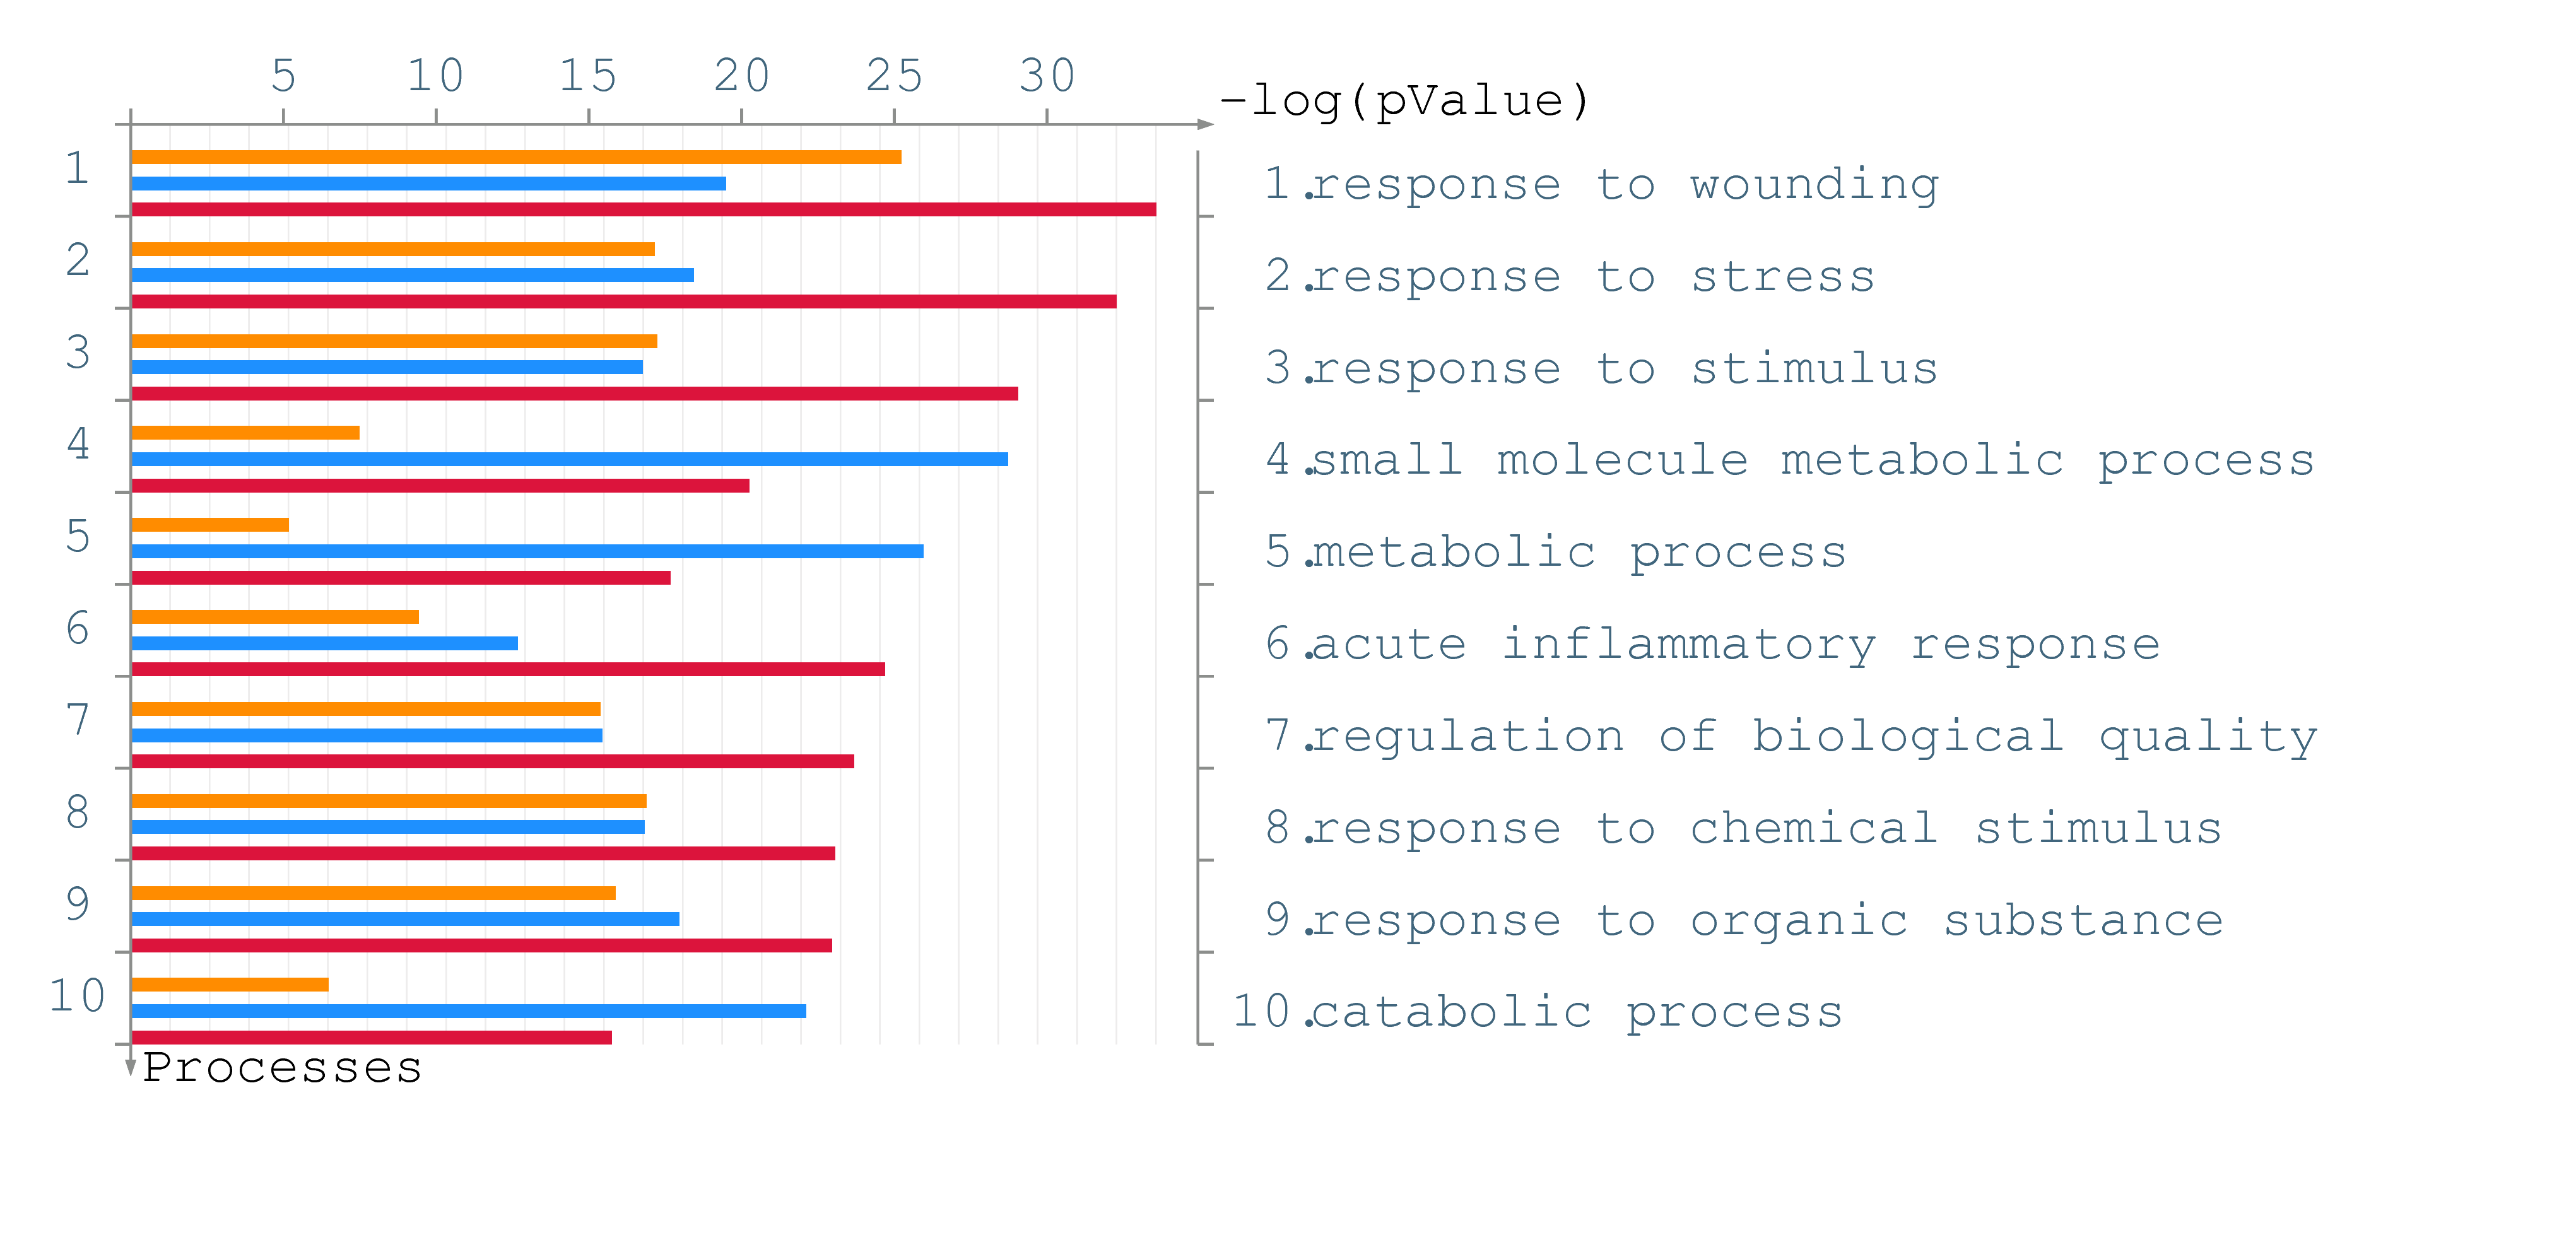 5 10 15 20 25 30
-log(pValue)
1 1.response to wounding
2 2.response to stress
3 3.response to stimulus
4 4.small molecule metabolic process
5 5.metabolic process
6 6.acute inflammatory response
7 7.regulation of biological quality
8 8.response to chemical stimulus
9 9.response to organic substance
10 10.catabolic process
Processes